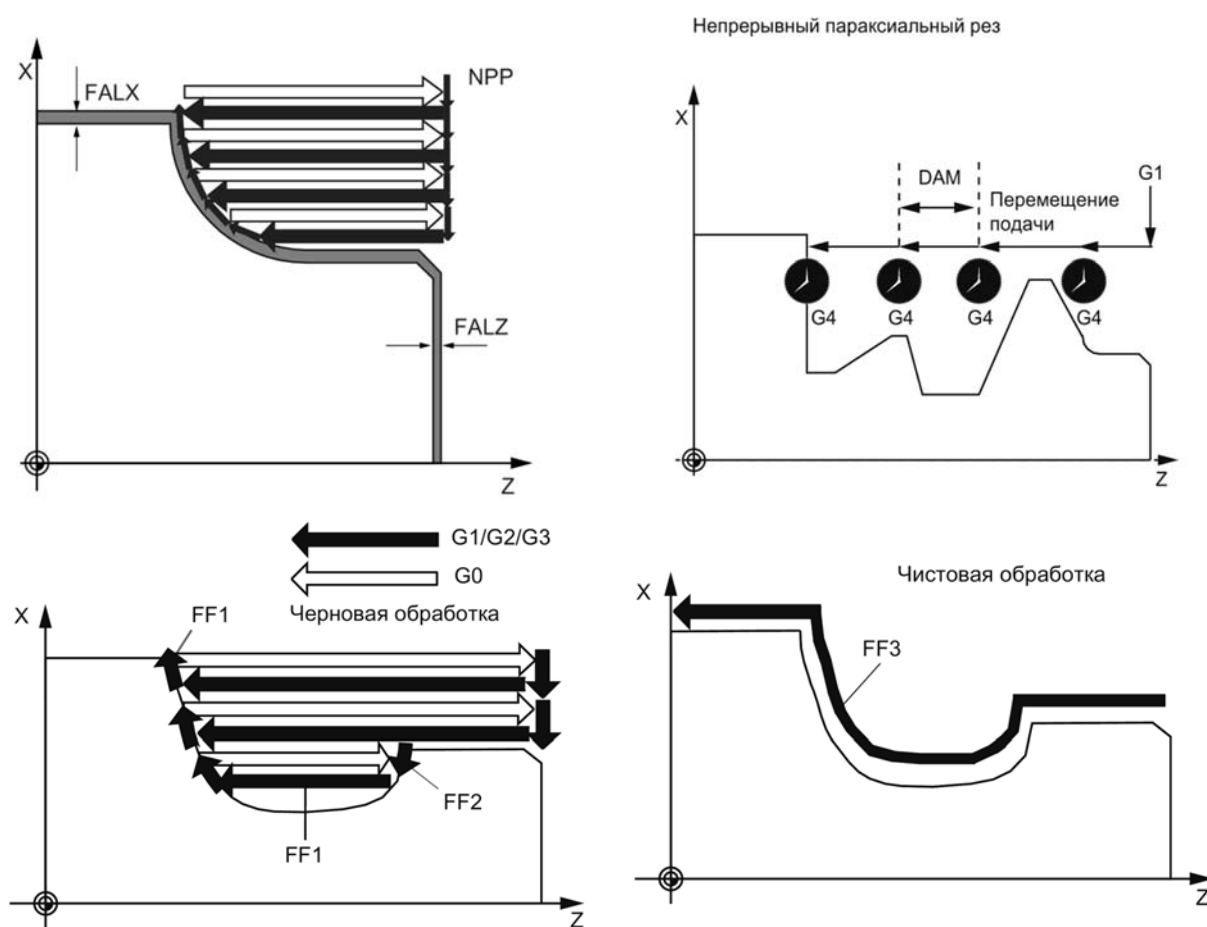 Непрерывный параксиальный рез
X
FALX
NPP
FALZ
Z
X
DAM
G1
Перемещение
подачи
G4
G4
G4
G4
Z
G1/G2/G3
G0
Черновая обработка
X
FF1
FF2
FF1
Z
Чистовая обработка
X
FF3
Z